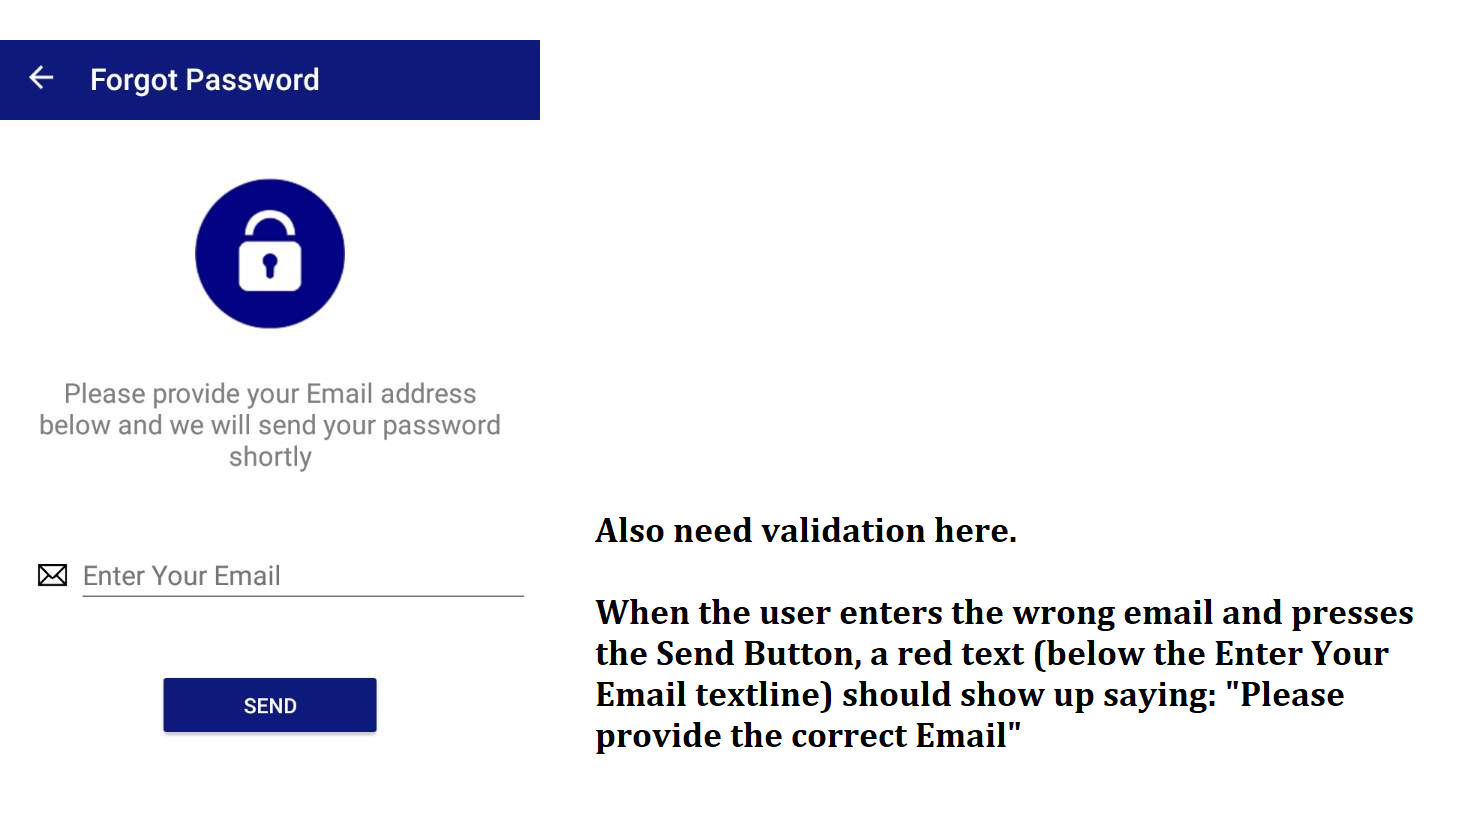 Forgot Password
Please provide your Email address
below and we will send your password
shortly
Enter Your Email
SEND
Also need validation here.
When the user enters the wrong email and presses
the Send Button, a red text (below the Enter Your
Email textline) should show up saying: "Please
provide the correct Email"